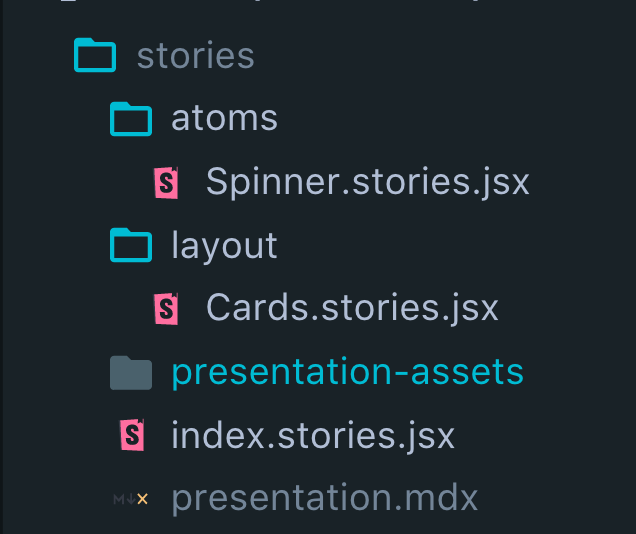 stories
atoms
Spinner.stories.jsx
layout
Cards.stories.jsx
presentation-assets
index.stories.jsx
presentation.mdx